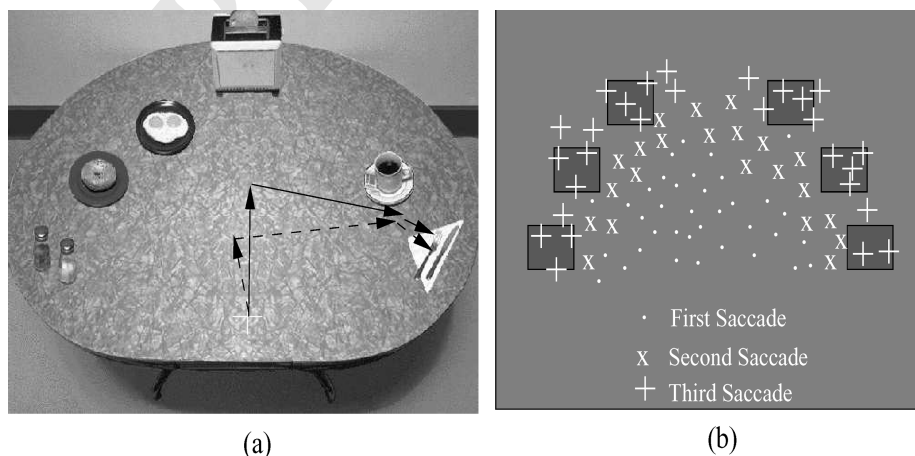 First Saccade
x Second Saccade
+ Third Saccade
(a)
(b)